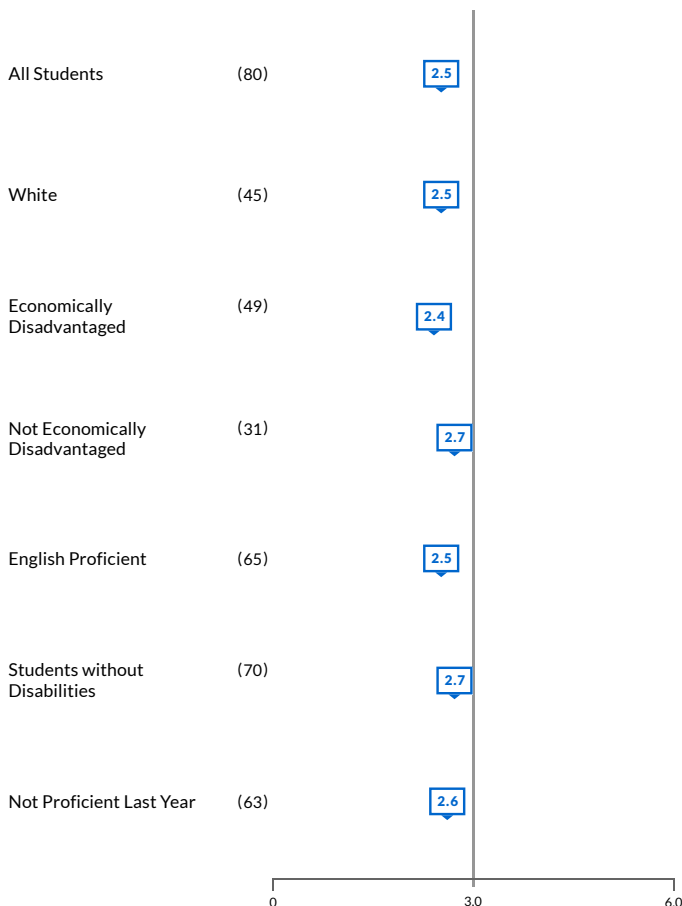 All Students (80) 2.5
White (45) 2.5
Economically (49)
Disadvantaged 2.4
Not Economically (31)
Disadvantaged 2.7
English Proficient (65) 2.5
Students without (70)
Disabilities 2.7
Not Proficient Last Year (63) 2.6
0 3.0 6.0